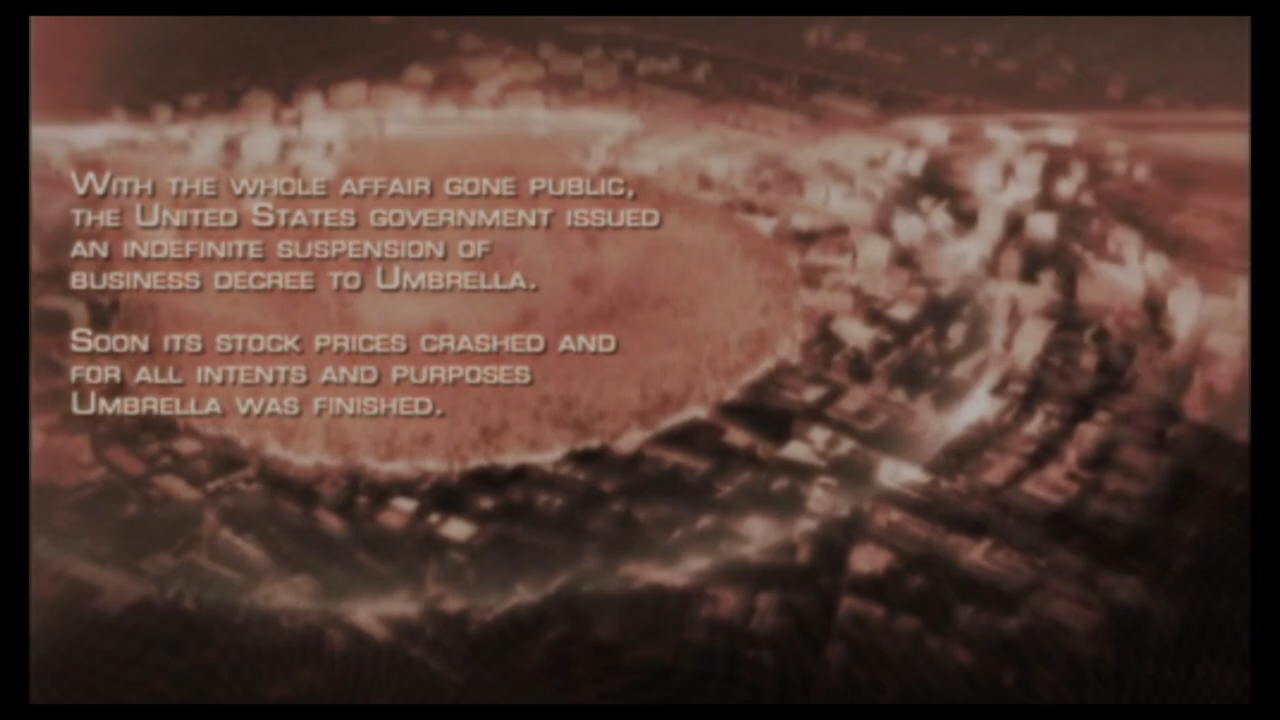 With the whole affair gone public,
the United States government issued
an indefinite suspension of
business decree to Umbrella.
Soon its stock prices crashed and
for all intents and purposes
Umbrella was finished.